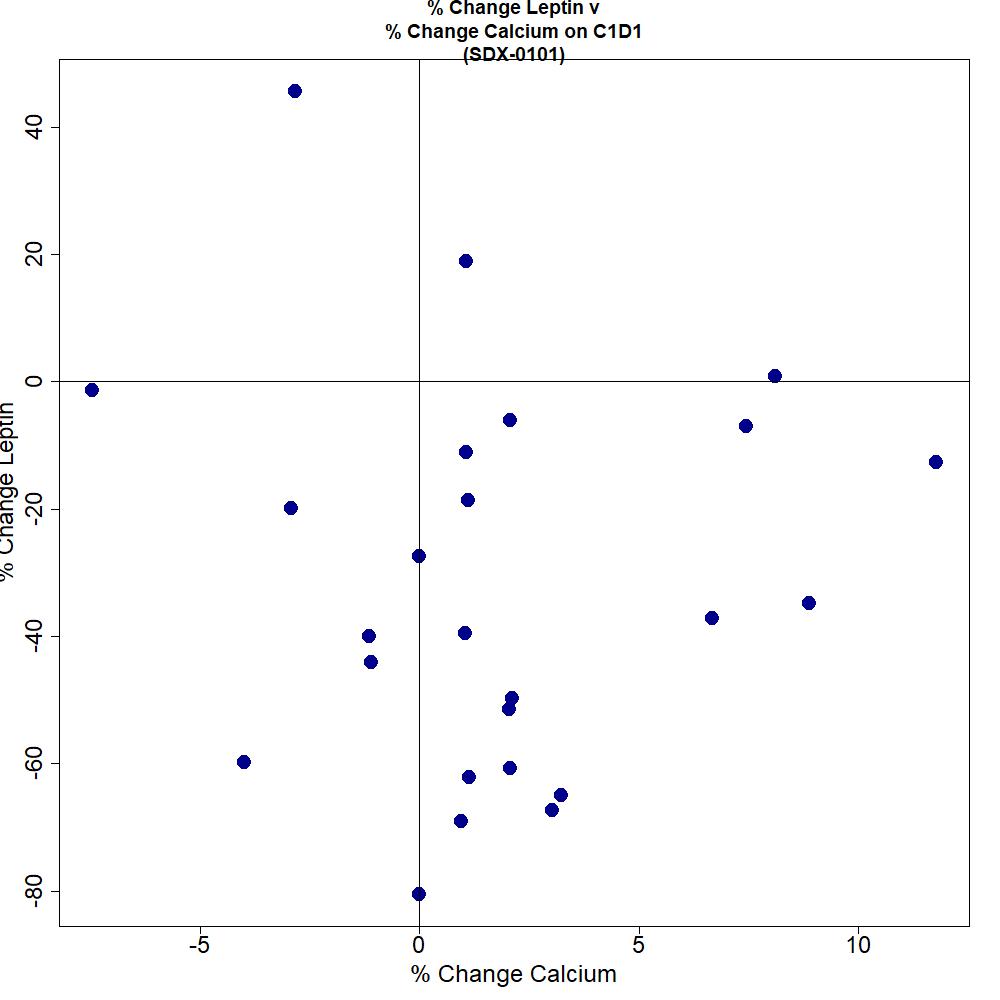 % Change Leptin v
% Change Calcium on C1D1
(SDX-0101)
% Change Leptin
40
20
0
-20
-40
-60
-80
-5
0
5
10
% Change Calcium